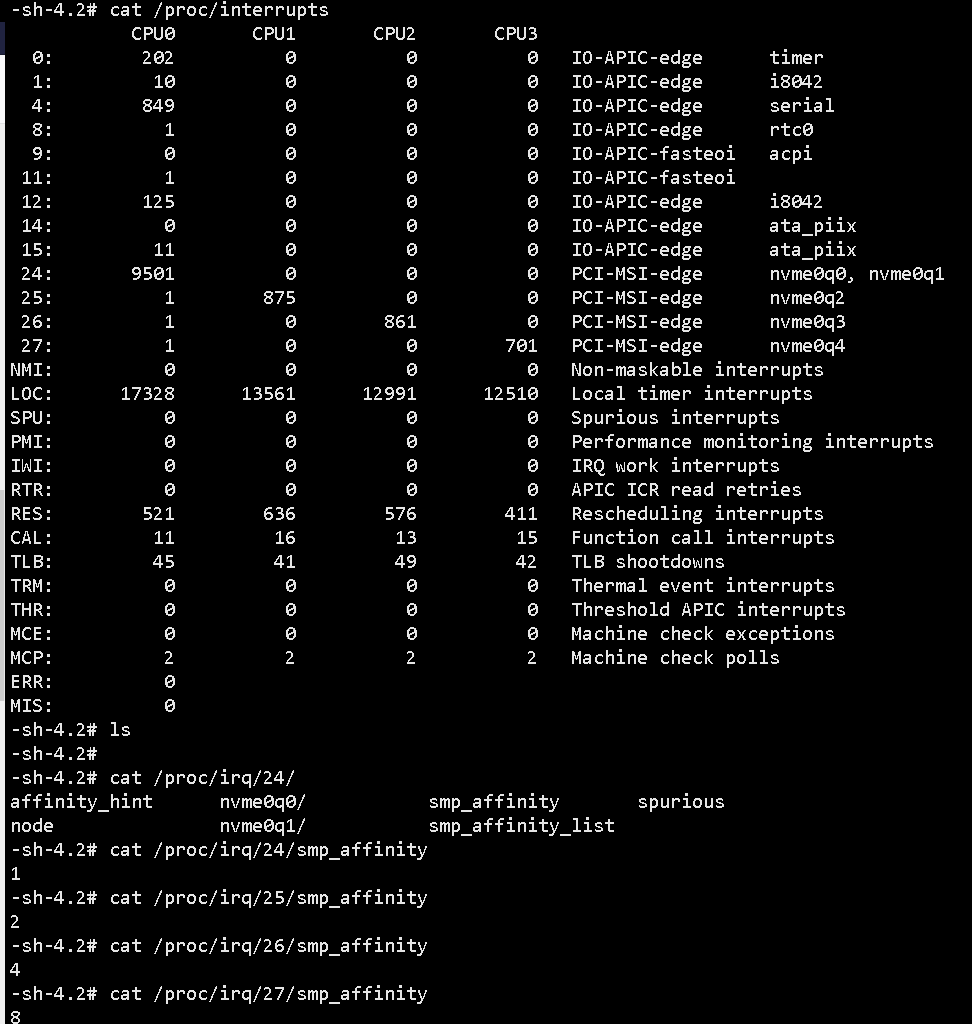 -sh-4.2# cat /proc/interrupts
           CPU0       CPU1       CPU2       CPU3
  0:        202          0          0          0   IO-APIC-edge      timer
  1:         10          0          0          0   IO-APIC-edge      i8042
  4:        849          0          0          0   IO-APIC-edge      serial
  8:          1          0          0          0   IO-APIC-edge      rtc0
  9:          0          0          0          0   IO-APIC-fasteoi   acpi
 11:          1          0          0          0   IO-APIC-fasteoi
 12:        125          0          0          0   IO-APIC-edge      i8042
 14:          0          0          0          0   IO-APIC-edge      ata_piix
 15:         11          0          0          0   IO-APIC-edge      ata_piix
 24:       9501          0          0          0   PCI-MSI-edge      nvme0q0, nvme0q1
 25:          1        875          0          0   PCI-MSI-edge      nvme0q2
 26:          1          0        861          0   PCI-MSI-edge      nvme0q3
 27:          1          0          0        701   PCI-MSI-edge      nvme0q4
NMI:          0          0          0          0   Non-maskable interrupts
LOC:      17328      13561      12991      12510   Local timer interrupts
SPU:          0          0          0          0   Spurious interrupts
PMI:          0          0          0          0   Performance monitoring interrupts
IWI:          0          0          0          0   IRQ work interrupts
RTR:          0          0          0          0   APIC ICR read retries
RES:        521        636        576        411   Rescheduling interrupts
CAL:         11         16         13         15   Function call interrupts
TLB:         45         41         49         42   TLB shootdowns
TRM:          0          0          0          0   Thermal event interrupts
THR:          0          0          0          0   Threshold APIC interrupts
MCE:          0          0          0          0   Machine check exceptions
MCP:          2          2          2          2   Machine check polls
ERR:          0
MIS:          0
-sh-4.2# ls
-sh-4.2#
-sh-4.2# cat /proc/irq/24/
affinity_hint      nvme0q0/           smp_affinity       spurious
node               nvme0q1/           smp_affinity_list
-sh-4.2# cat /proc/irq/24/smp_affinity
1
-sh-4.2# cat /proc/irq/25/smp_affinity
2
-sh-4.2# cat /proc/irq/26/smp_affinity
4
-sh-4.2# cat /proc/irq/27/smp_affinity
8